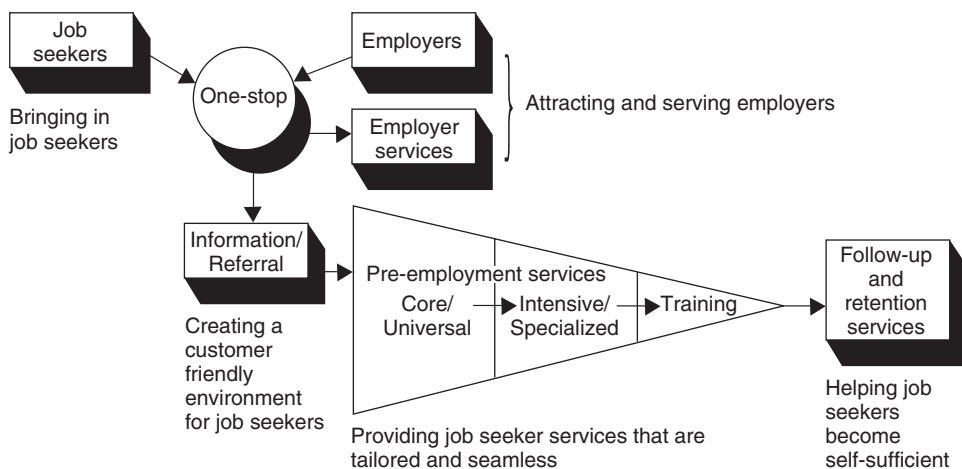 Job
seekers
Bringing in
job seekers
One-stop
Employers
Employer
services
Attracting and serving employers
Information/
Referral
Creating a
customer
friendly
environment
for job seekers
Pre-employment services
Core/
Universal
Intensive/
Specialized
Training
Providing job seeker services that are
tailored and seamless
Follow-up
and
retention
services
Helping job
seekers
become
self-sufficient